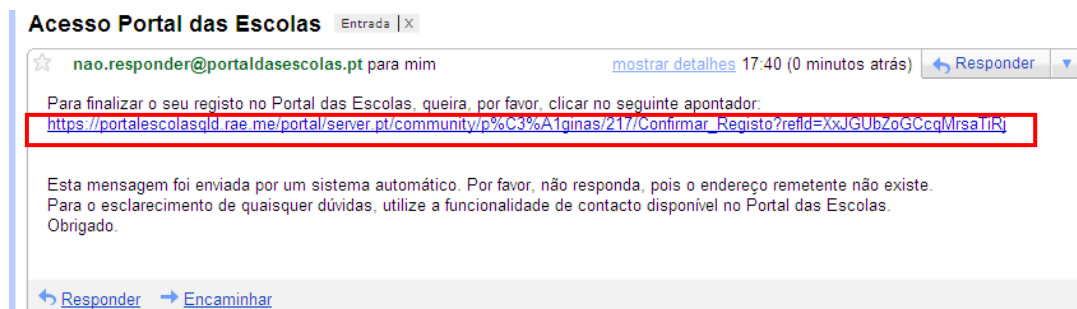 Acesso Portal das Escolas Entrada | X
nao.responder@portaldasescolas.pt para mim mostrar detalhes 17:40 (0 minutos atrás) Responder
Para finalizar o seu registo no Portal das Escolas, queira, por favor, clicar no seguinte apontador:
https://portalescolasqld.rae.me/portal/server.pt/community/p%C3%A1ginas/217/Confirmar_Registo?refId=XxJGUbZoGCcqMrsaTiRj
Esta mensagem foi enviada por um sistema automático. Por favor, não responda, pois o endereço remetente não existe.
Para o esclarecimento de quaisquer dúvidas, utilize a funcionalidade de contacto disponível no Portal das Escolas.
Obrigado.
Responder Encaminhar